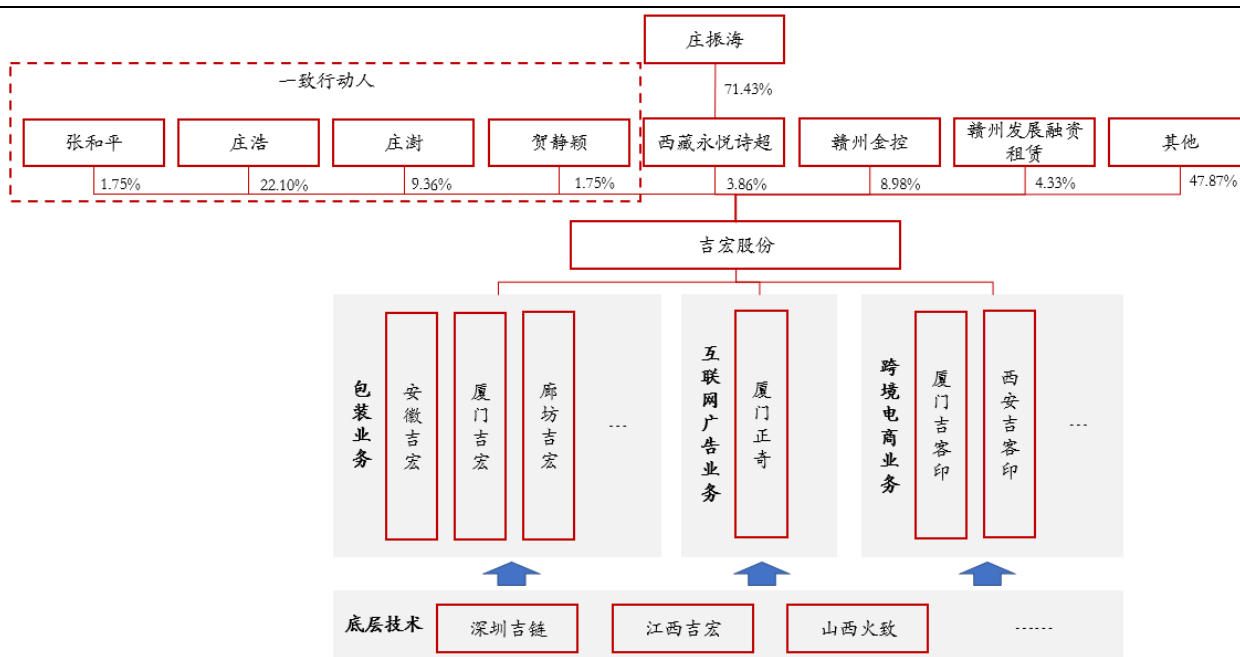 庄振海
一致行动人
71.43%
张和平
庄浩
庄澍
贺静颖
西藏永悦诗超
赣州金控
赣州发展融资
租赁
其他
1.75%
22.10%
9.36%
1.75%
3.86%
8.98%
4.33%
47.87%
吉宏股份
包装业务
安徽吉宏
厦门吉宏
廊坊吉宏
---
互联网广告业务
厦门正奇
跨境电商业务
厦门吉客印
西安吉客印
---
底层技术
深圳吉链
江西吉宏
山西火致
------